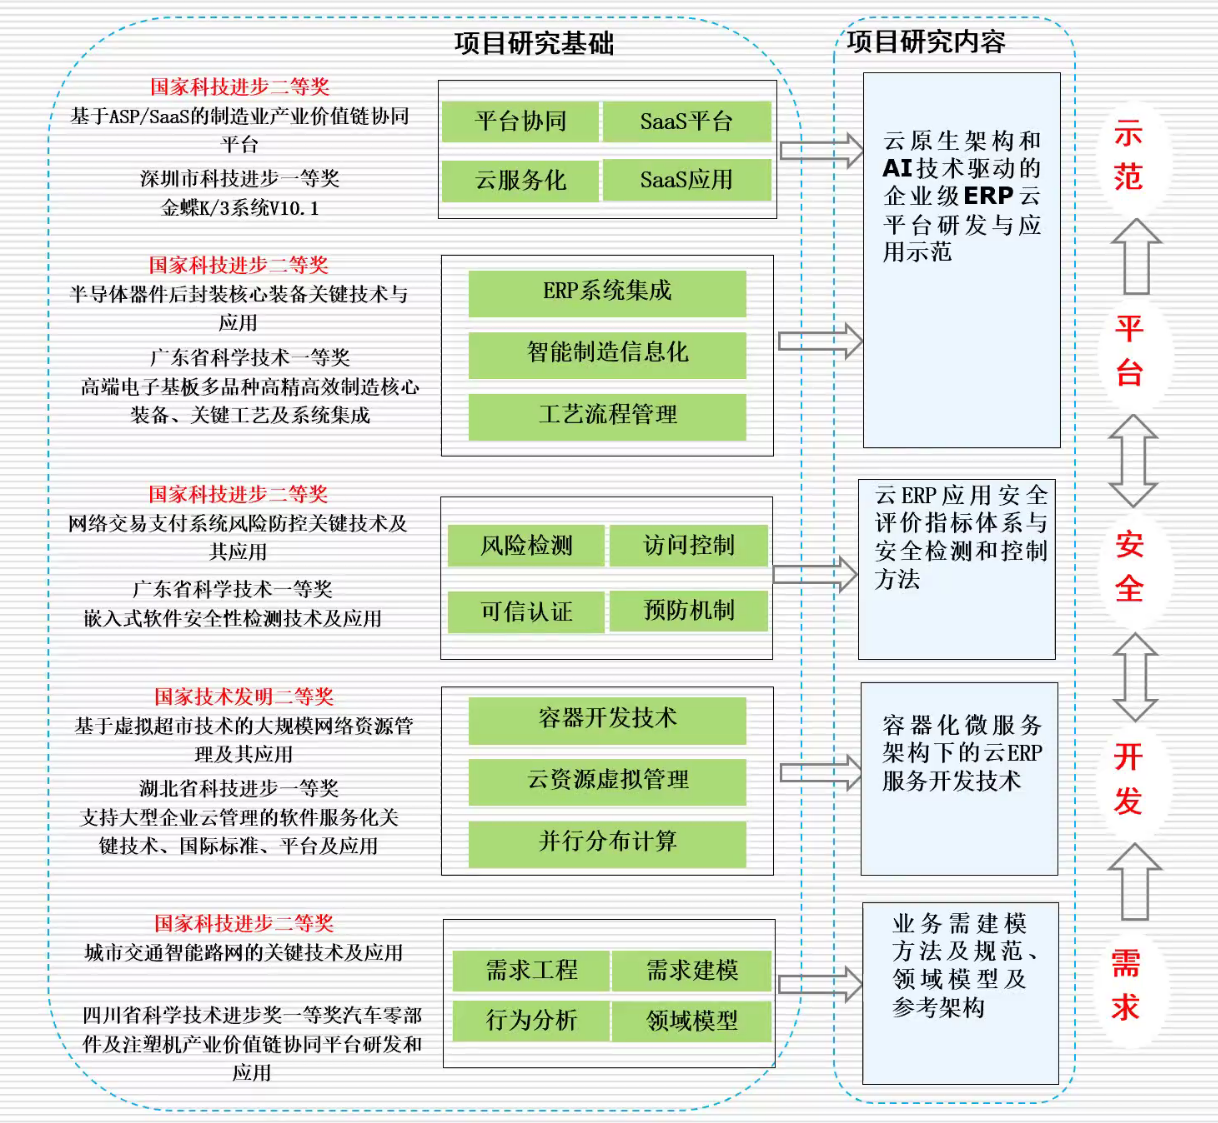 项目研究基础
项目研究内容
国家科技进步二等奖
基于ASP/SaaS的制造业产业价值链协同
平台
深圳市科技进步一等奖
金蝶K/3系统V10.1
平台协同
SaaS平台
云服务化
SaaS应用
云原生架构和
AI技术驱动的
企业级ERP云
平台研发与应
用示范
示
范
国家科技进步二等奖
半导体器件后封装核心装备关键技术与
应用
广东省科学技术一等奖
高端电子基板多品种高精高效制造核心
装备、关键工艺及系统集成
ERP系统集成
智能制造信息化
工艺流程管理
平
台
国家科技进步二等奖
网络交易支付系统风险防控关键技术及
其应用
广东省科学技术一等奖
嵌入式软件安全性检测技术及应用
风险检测
访问控制
可信认证
预防机制
云ERP应用安全
评价指标体系与
安全检测和控制
方法
安
全
国家技术发明二等奖
基于虚拟超市技术的大规模网络资源管
理及其应用
湖北省科技进步一等奖
支持大型企业云管理的软件服务化关
键技术、国际标准、平台及应用
容器开发技术
云资源虚拟管理
并行分布计算
容器化微服务
架构下的云ERP
服务开发技术
开
发
国家科技进步二等奖
城市交通智能路网的关键技术及应用
四川省科学技术进步奖一等奖汽车零部
件及注塑机产业价值链协同平台研发和
应用
需求工程
需求建模
行为分析
领域模型
业务需建模
方法及规范、
领域模型及
参考架构
需
求